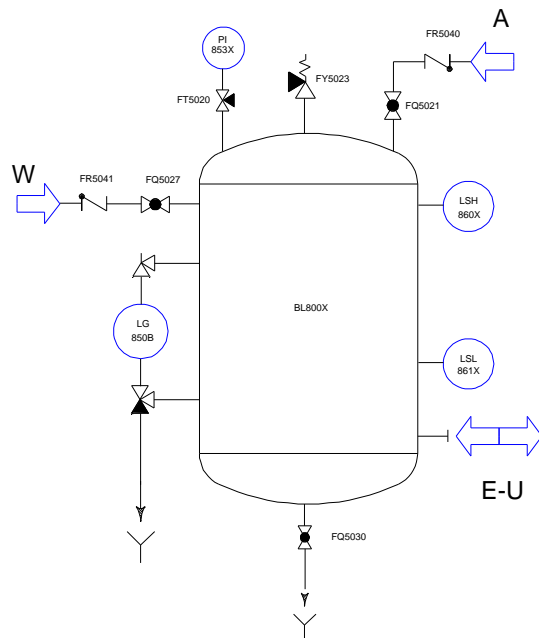 A
PI
853X
FR5040
FY5023
FT5020
FQ5021
W
FR5041
FQ5027
LSH
860X
BL800X
LG
850B
LSL
861X
E-U
FQ5030